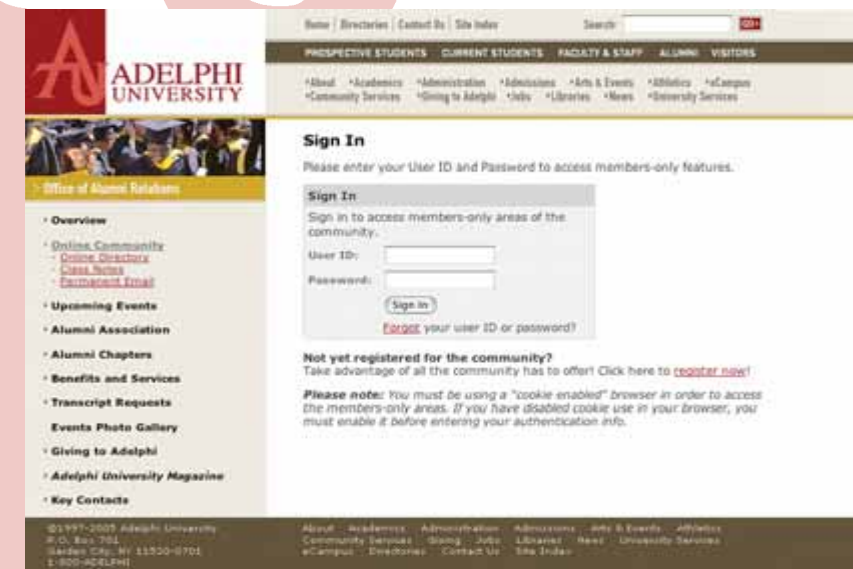 Home | Directories | Contact Us | Site Index Search: GO
PROSPECTIVE STUDENTS CURRENT STUDENTS FACULTY & STAFF ALUMNI VISITORS
ADELPHI
UNIVERSITY
•About •Academics •Administration •Admissions •Arts & Events •Athletics •eCampus
•Community Services •Giving to Adelphi •Jobs •Libraries •News •University Services
Office of Alumni Relations
• Overview
• Online Community
- Online Directory
- Class Notes
- Permanent Email
• Upcoming Events
• Alumni Association
• Alumni Chapters
• Benefits and Services
• Transcript Requests
Events Photo Gallery
• Giving to Adelphi
• Adelphi University Magazine
• Key Contacts
Sign In
Please enter your User ID and Password to access members-only features.
Sign In
Sign in to access members-only areas of the
community.
User ID:
Password:
Sign In
Forgot your user ID or password?
Not yet registered for the community?
Take advantage of all the community has to offer! Click here to register now!
Please note: You must be using a "cookie enabled" browser in order to access
the members-only areas. If you have disabled cookie use in your browser, you
must enable it before entering your authentication info.
©1997-2005 Adelphi University
P.O. Box 701
Garden City, NY 11530-0701
1-800-ADELPHI
About Academics Administration Admissions Arts & Events Athletics
Community Services Giving Jobs Libraries News University Services
eCampus Directories Contact Us Site Index